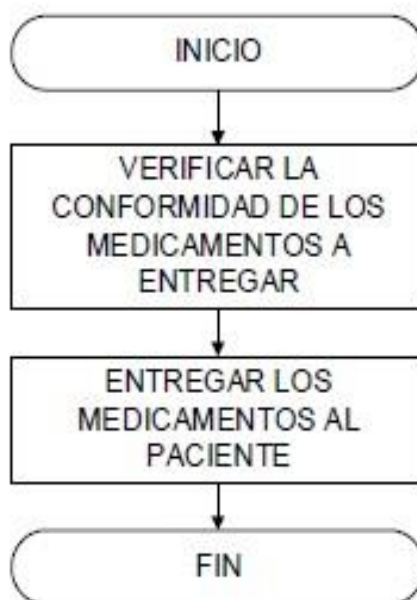 INICIO
VERIFICAR LA
CONFORMIDAD DE LOS
MEDICAMENTOS A
ENTREGAR
ENTREGAR LOS
MEDICAMENTOS AL
PACIENTE
FIN